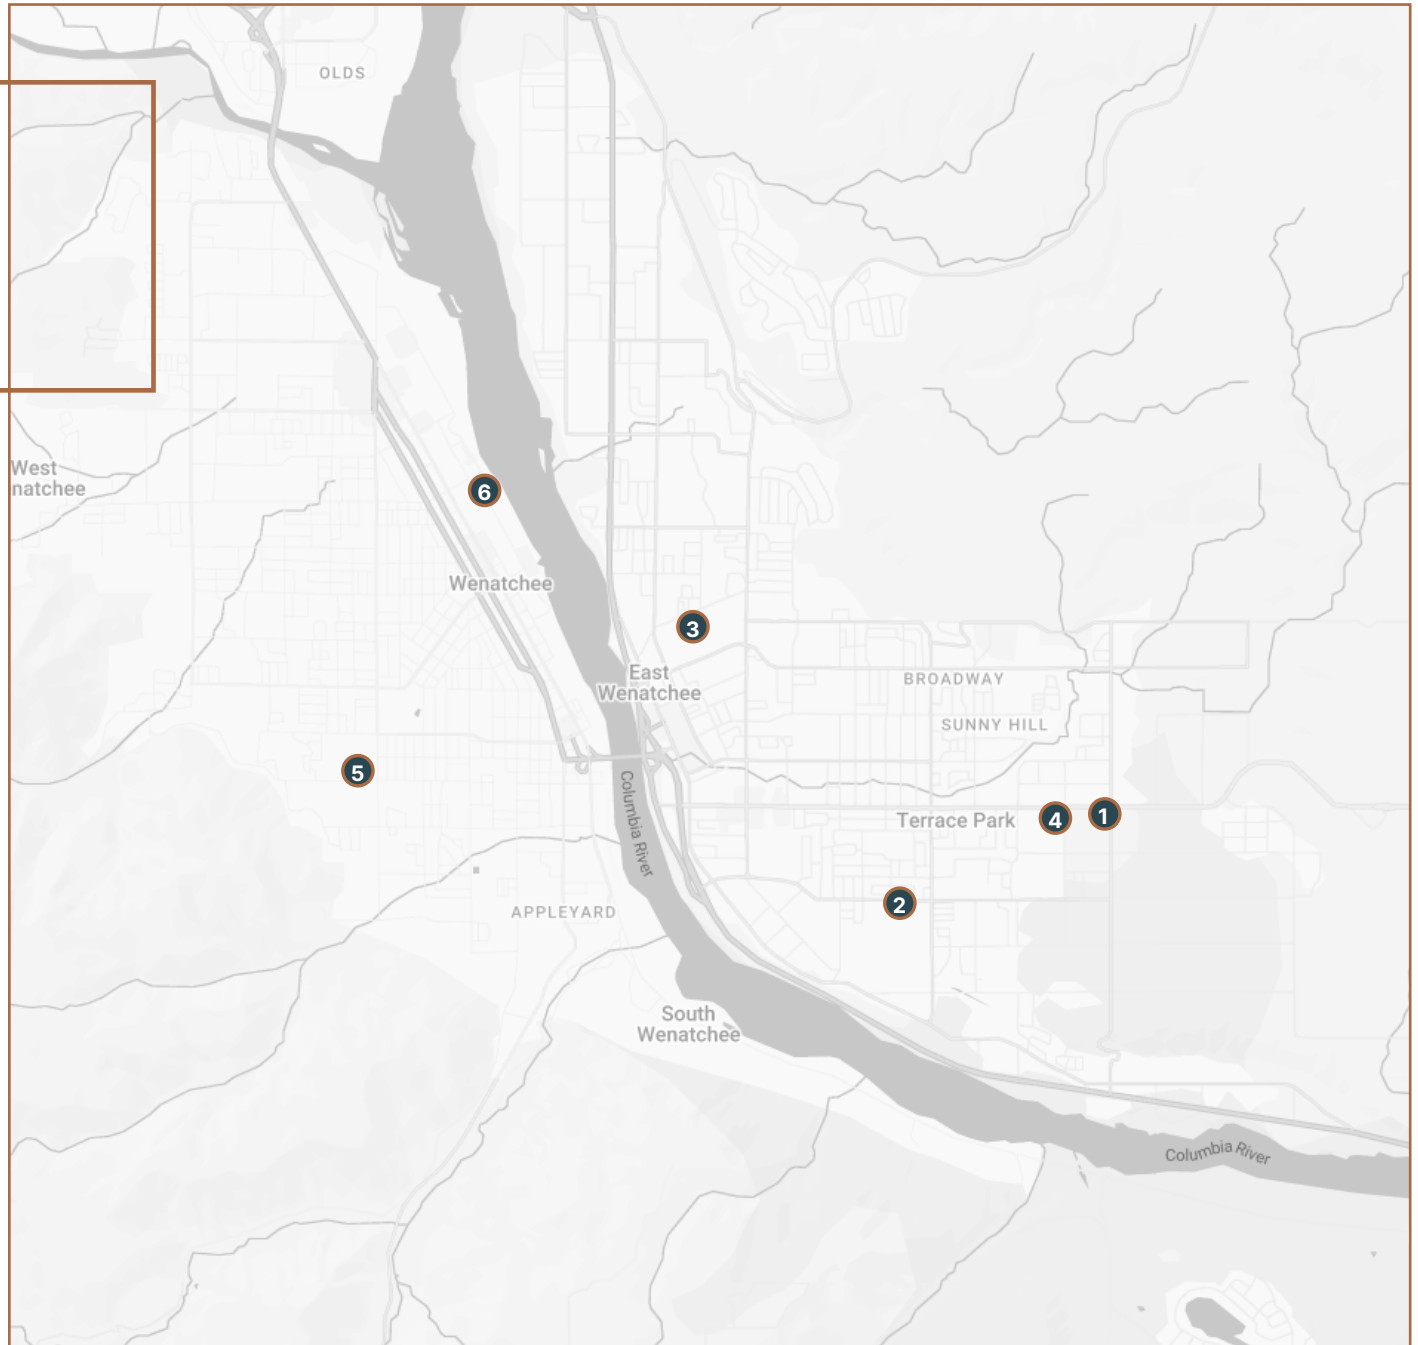 OLDS
West
natchee
6
Wenatchee
3
East
Wenatchee
BROADWAY
SUNNY HILL
5
Columbia River
Terrace Park
4
1
2
APPLEYARD
South
Wenatchee
Columbia River